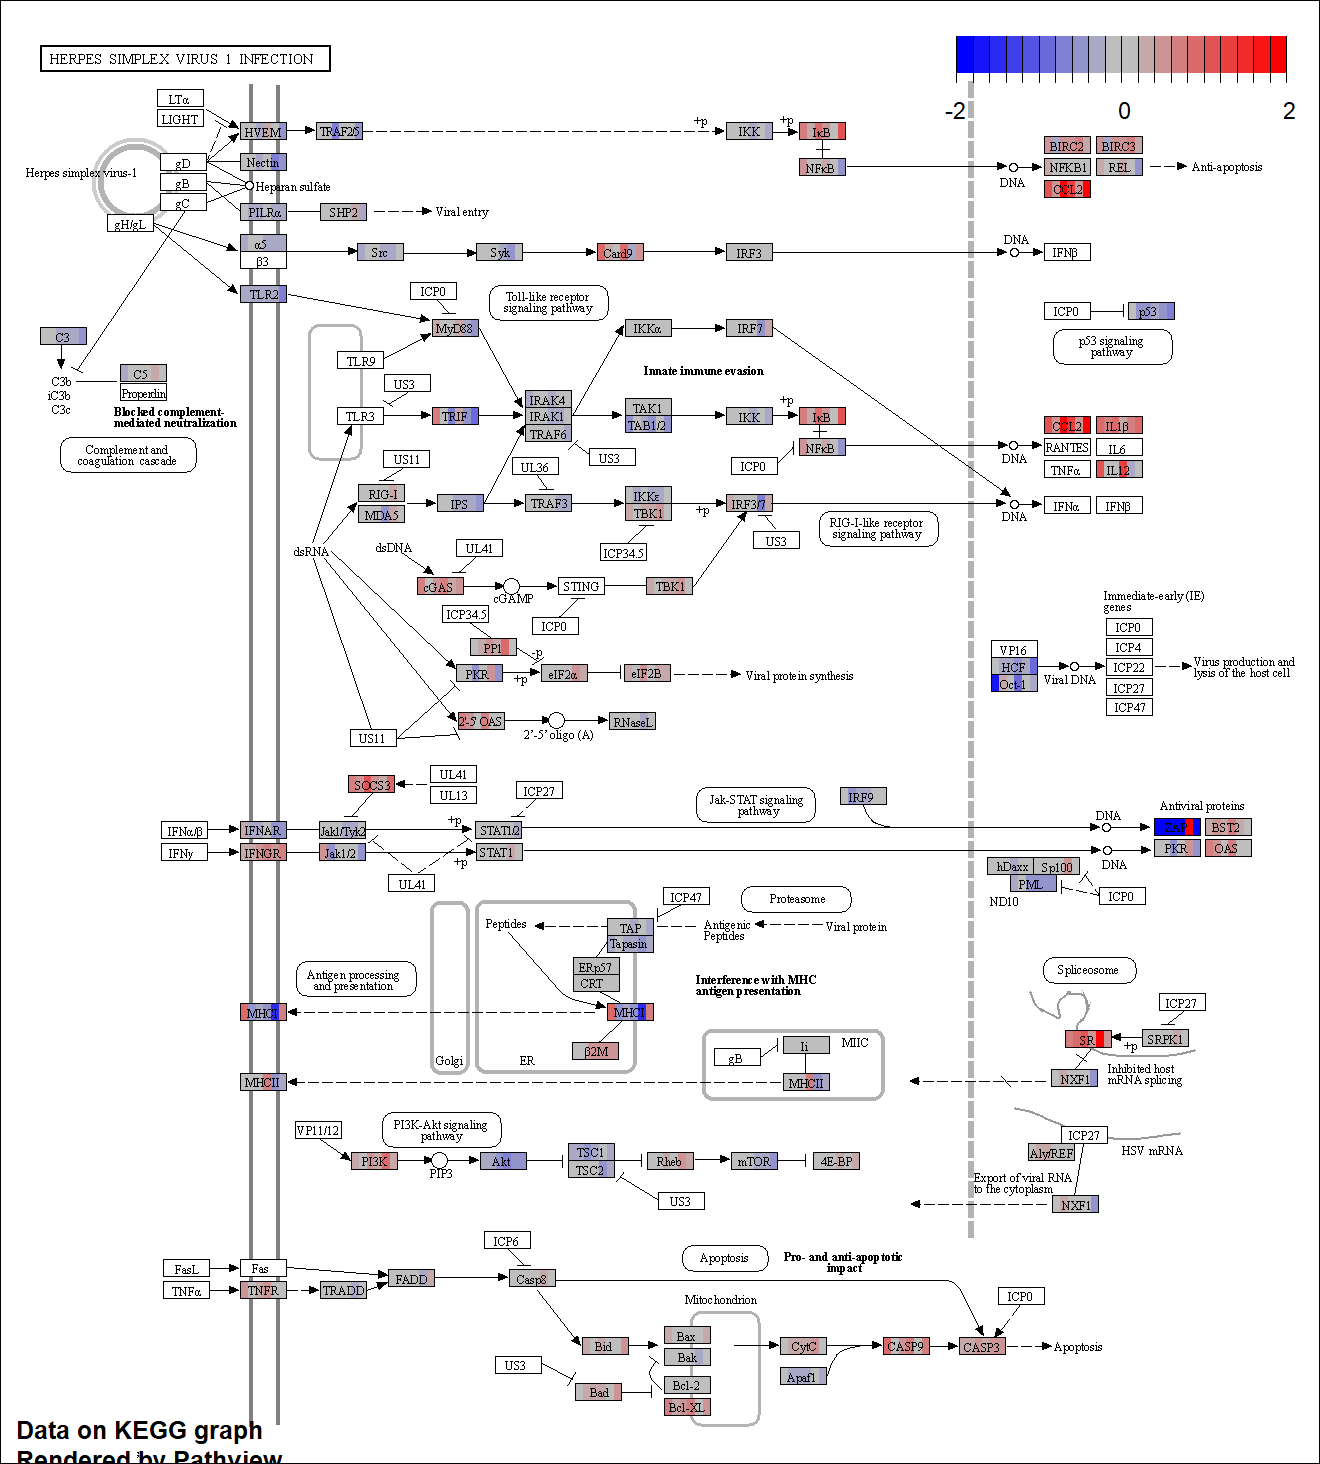 HERPES SIMPLEX VIRUS 1 INFECTION
-2
0
2
LTα
LIGHT
HVEM
TRAF2/5
+p
IKK
+p
IκB
NFκB
DNA
BIRC2
BIRC3
NFKB1
REL
CCL2
Anti-apoptosis
Herpes simplex virus-1
gD
gB
gC
gH/gL
Nectin
Heparan sulfate
PILRα
SHP2
Viral entry
α5
β3
Src
Syk
Card9
IRF3
DNA
IFNβ
TLR2
ICP0
Toll-like receptor
signaling pathway
MyD88
IKKα
IRF7
ICP0
p53
p53 signaling
pathway
C3
C3b
iC3b
C3c
C5
Properdin
Blocked complement-
mediated neutralization
Complement and
coagulation cascade
TLR9
US3
TLR3
TRIF
IRAK4
IRAK1
TRAF6
US3
Innate immune evasion
TAK1
TAB1/2
IKK
+p
IκB
NFκB
ICP0
DNA
CCL2
IL1β
RANTES
IL6
TNFα
IL12
US11
RIG-I
MDA5
IPS
UL36
TRAF3
IKKε
TBK1
+p
IRF3/7
US3
ICP34.5
RIG-I-like receptor
signaling pathway
DNA
IFNα
IFNβ
dsRNA
dsDNA
UL41
cGAS
cGAMP
STING
ICP0
TBK1
ICP34.5
PP1
-p
PKR
+p
eIF2α
eIF2B
Viral protein synthesis
Immediate-early (IE)
genes
ICP0
ICP4
ICP22
ICP27
ICP47
VP16
HCF
Oct-1
Viral DNA
Virus production and
lysis of the host cell
2'-5' OAS
2'-5' oligo (A)
RNaseL
US11
SOCS3
UL41
UL13
ICP27
Jak-STAT signaling
pathway
IRF9
IFNα/β
IFNAR
Jak1/Tyk2
+p
STAT1/2
IFNγ
IFNGR
Jak1/2
+p
STAT1
UL41
DNA
DNA
Antiviral proteins
ZAP
BST2
PKR
OAS
hDaxx
Sp100
PML
ND10
ICP0
ICP47
Proteasome
Peptides
TAP
Tapasin
Antigenic
Peptides
Viral protein
ERp57
CRT
Antigen processing
and presentation
Interference with MHC
antigen presentation
MHCI
MHCI
β2M
Golgi
ER
gB
Ii
MIIC
MHCII
MHCII
Spliceosome
ICP27
SR
+p
SRPK1
NXF1
Inhibited host
mRNA splicing
VP11/12
PI3K-Akt signaling
pathway
PI3K
PIP3
Akt
TSC1
TSC2
US3
Rheb
mTOR
4E-BP
ICP27
Aly/REF
HSV mRNA
Export of viral RNA
to the cytoplasm
NXF1
ICP6
Apoptosis
Pro- and anti-apoptotic
impact
FasL
Fas
TNFα
TNFR
TRADD
FADD
Casp8
ICP0
Mitochondrion
Bid
Bax
Bak
Bcl-2
Bcl-XL
US3
Bad
CytC
Apaf1
CASP9
CASP3
Apoptosis
Data on KEGG graph
Rendered by Pathview